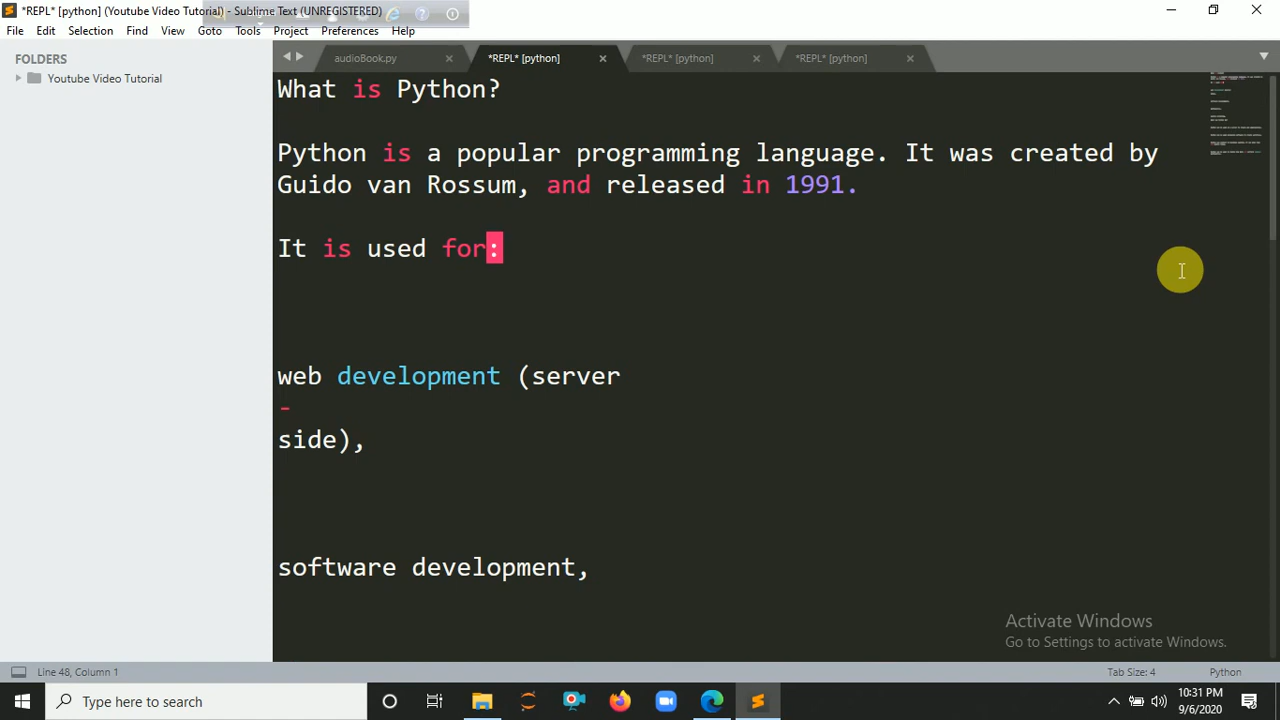 *REPL* [python] (Youtube Video Tutorial) - Sublime Text (UNREGISTERED)
File Edit Selection Find View Goto Tools Project Preferences Help
FOLDERS
Youtube Video Tutorial
audioBook.py *REPL* [python] *REPL* [python] *REPL* [python]
What is Python?
Python is a popular programming language. It was created by
Guido van Rossum, and released in 1991.
It is used for:
web development (server
-
side),
software development,
Activate Windows
Go to Settings to activate Windows.
Line 48, Column 1 Tab Size: 4 Python
Type here to search
10:31 PM
9/6/2020